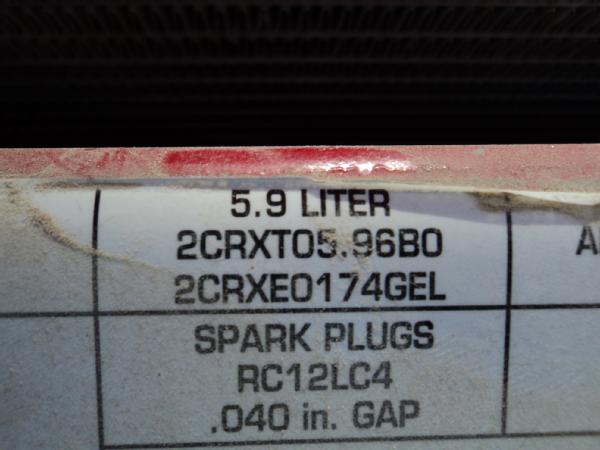 5.9 LITER
2CRXT05.96B0
2CRXE0174GEL
SPARK PLUGS
RC12LC4
.040 in. GAP